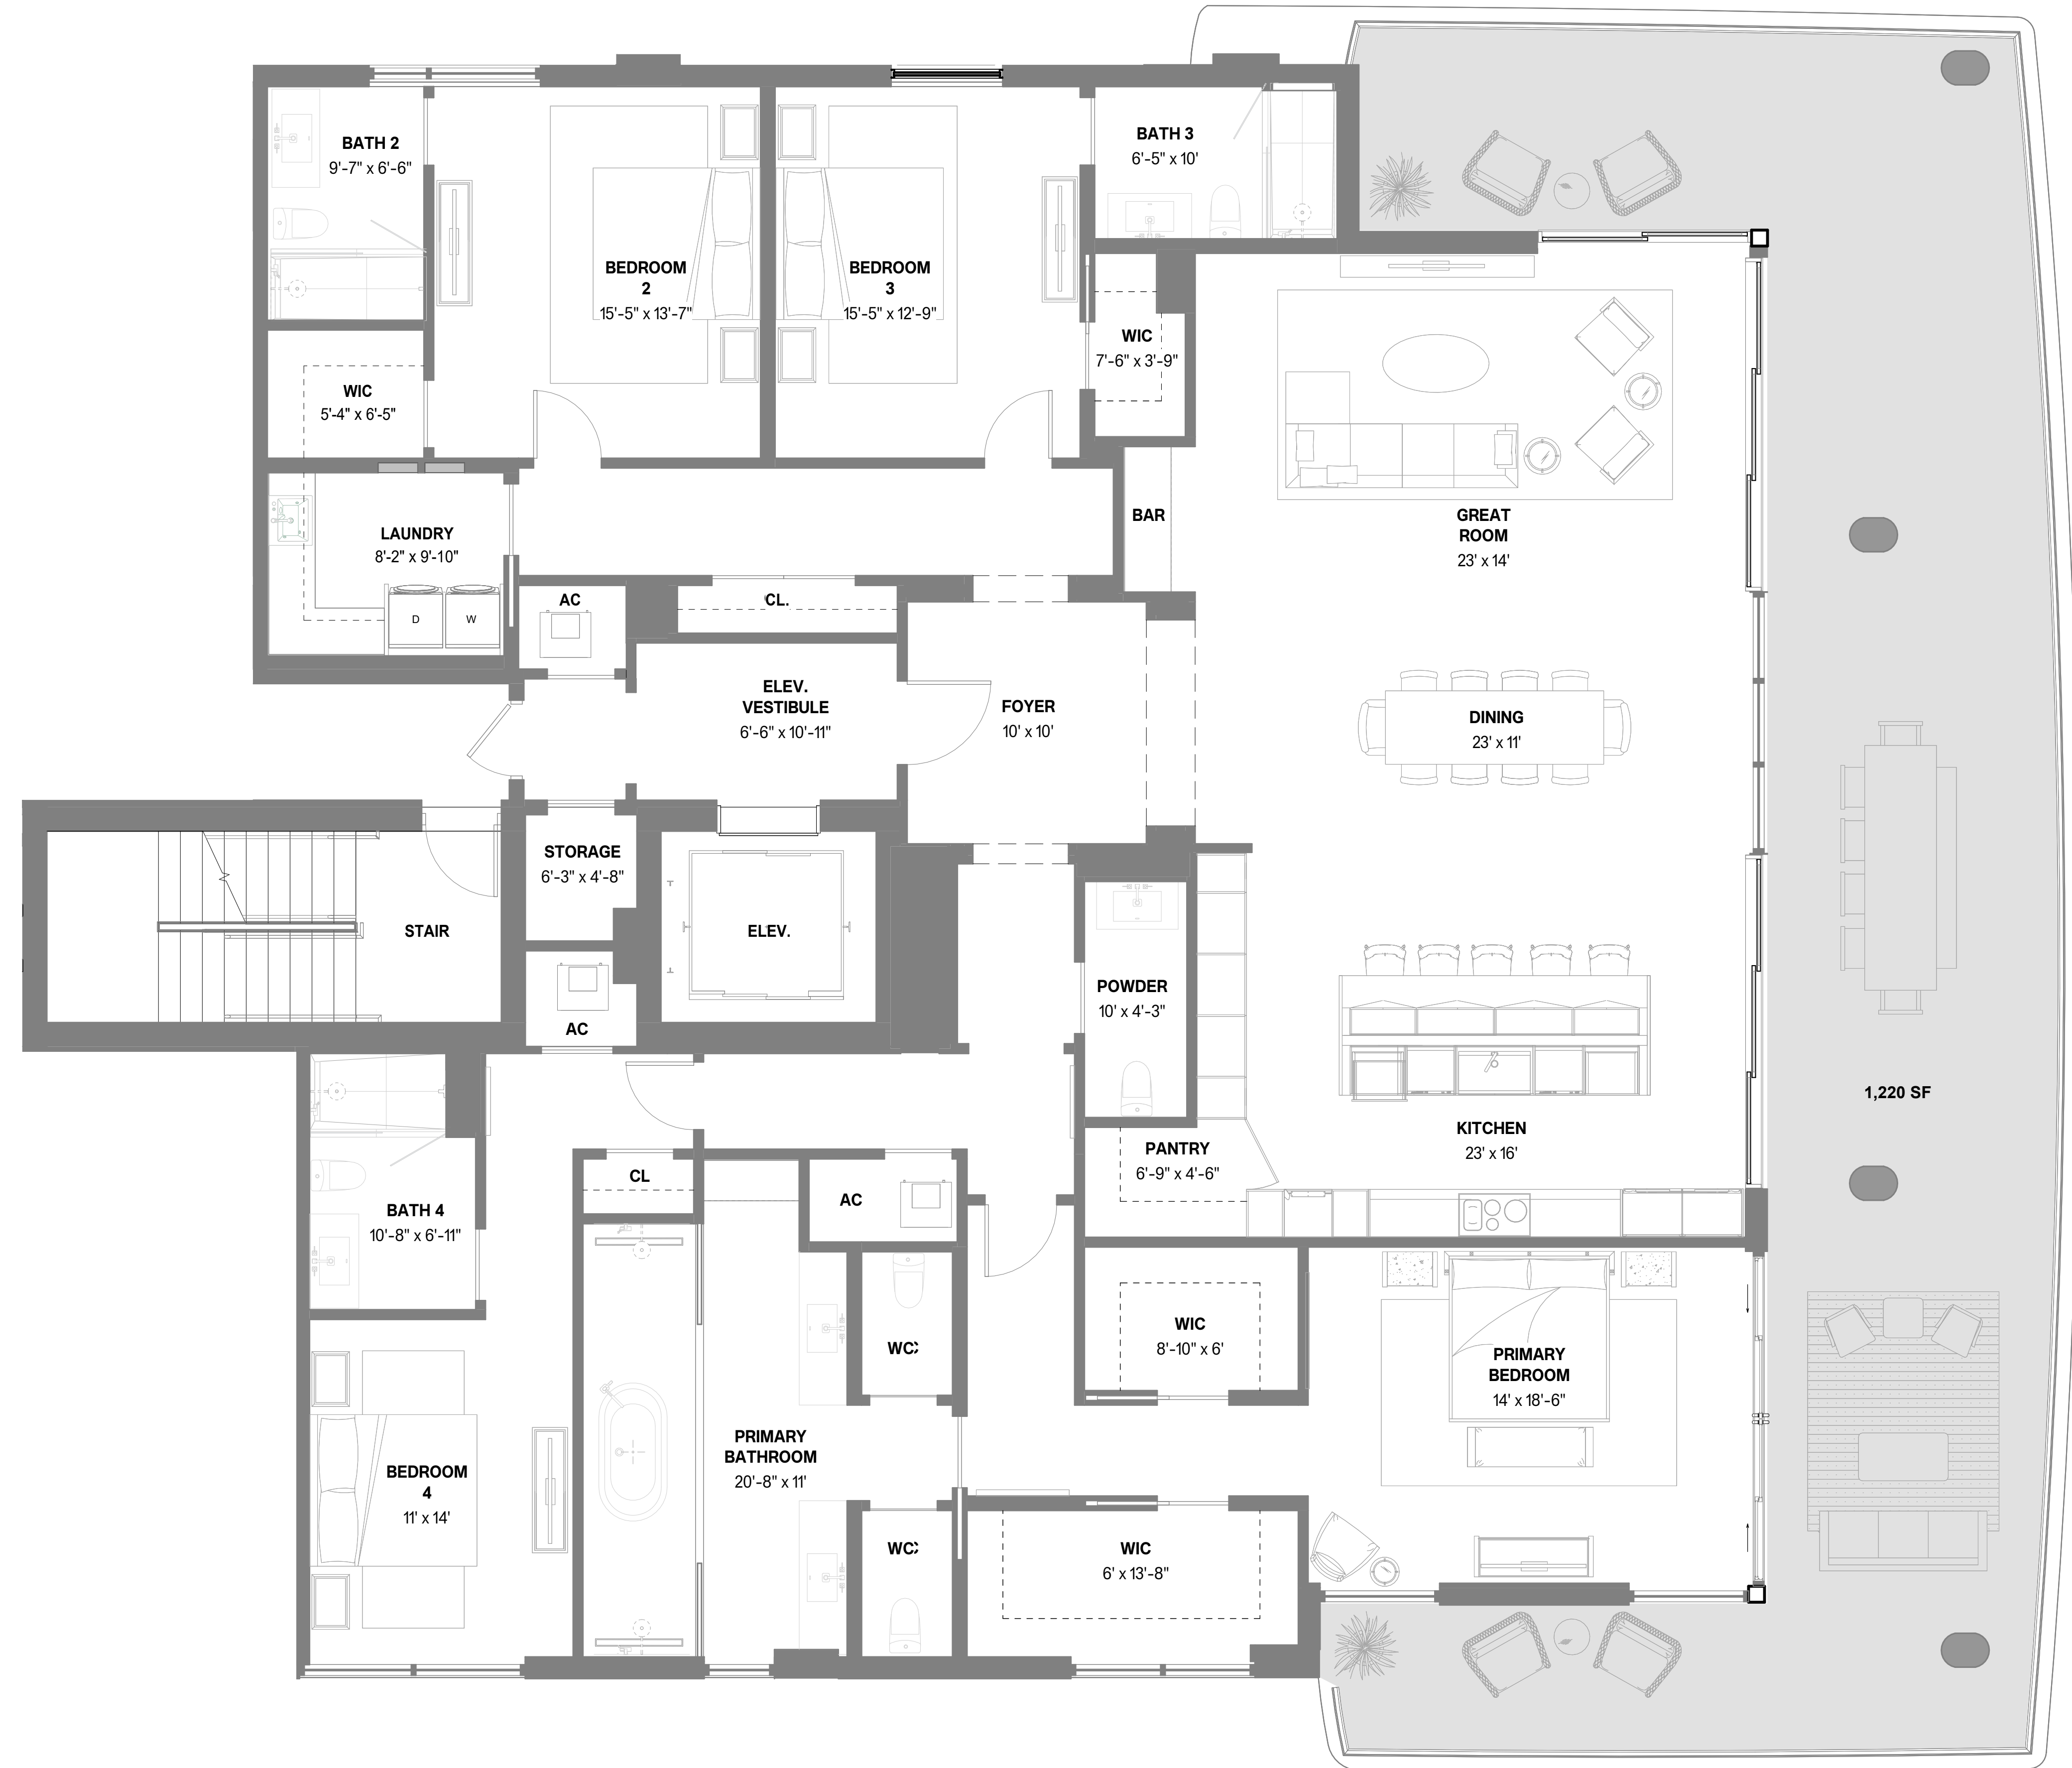 BATH 2
9'-7" x 6'-6"
BEDROOM
2
15'-5" x 13'-7"
BEDROOM
3
15'-5" x 12'-9"
BATH 3
6'-5" x 10'
WIC
7'-6" x 3'-9"
WIC
5'-4" x 6'-5"
LAUNDRY
8'-2" x 9'-10"
D
W
BAR
GREAT
ROOM
23' x 14'
AC
CL.
ELEV.
VESTIBULE
6'-6" x 10'-11"
FOYER
10' x 10'
DINING
23' x 11'
STORAGE
6'-3" x 4'-8"
STAIR
ELEV.
AC
POWDER
10' x 4'-3"
1,220 SF
KITCHEN
23' x 16'
PANTRY
6'-9" x 4'-6"
CL
AC
BATH 4
10'-8" x 6'-11"
WC
WIC
8'-10" x 6'
PRIMARY
BEDROOM
14' x 18'-6"
PRIMARY
BATHROOM
20'-8" x 11'
BEDROOM
4
11' x 14'
WC
WIC
6' x 13'-8"